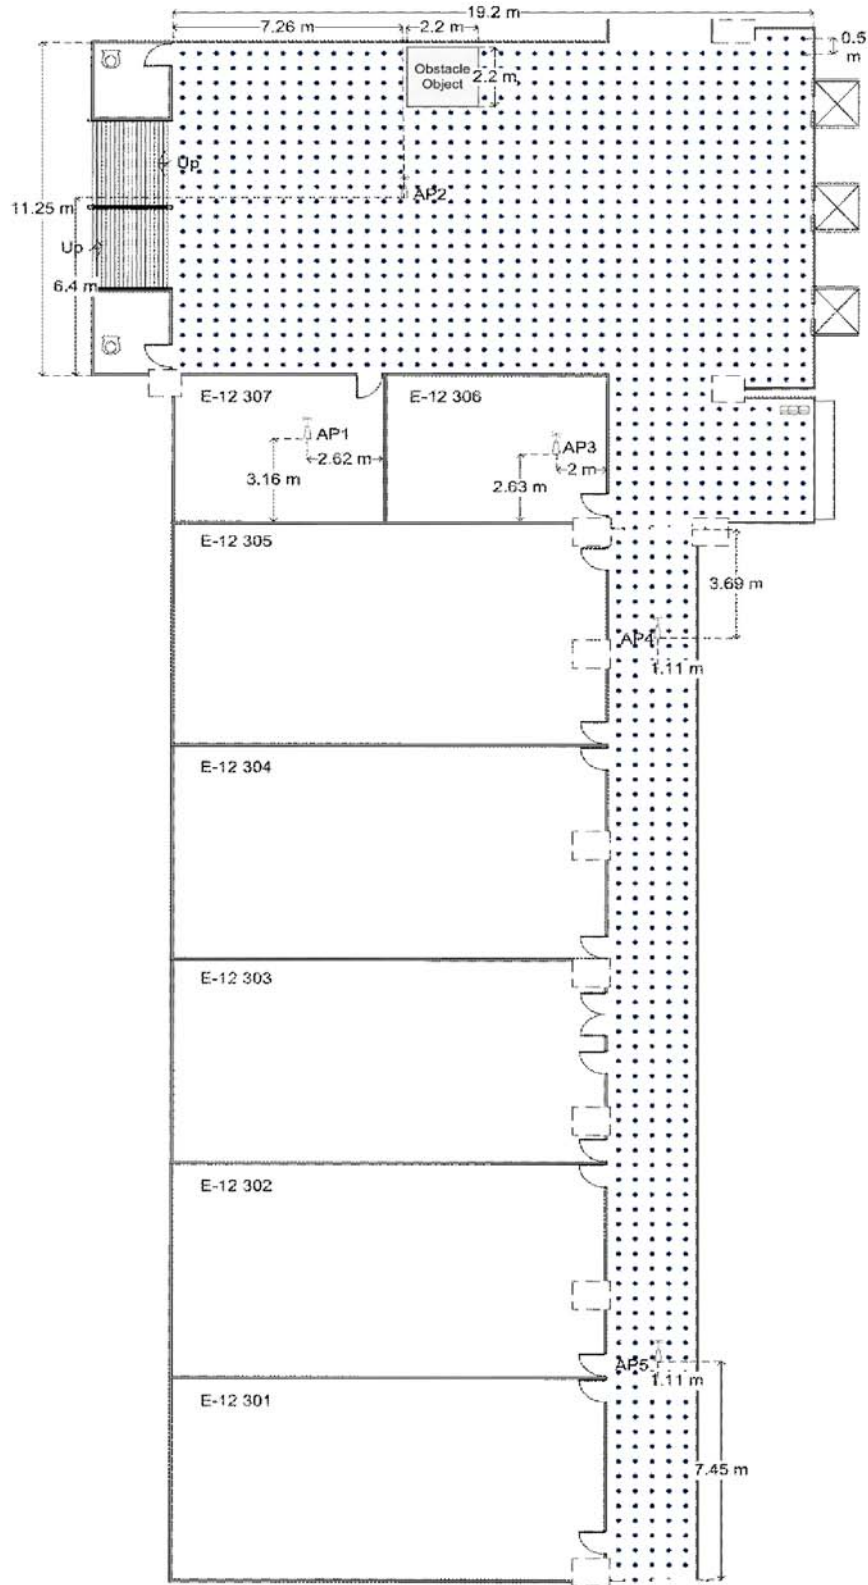 19.2 m
7.26 m
2.2 m
0.5
m
Obstacle
Object
2.2 m
Up
AP2
11.25 m
Up
6.4 m
E-12 307
E-12 306
AP1
AP3
2.62 m
2 m
3.16 m
2.63 m
E-12 305
3.69 m
AP4
1.11 m
E-12 304
E-12 303
E-12 302
AP5
1.11 m
E-12 301
7.45 m